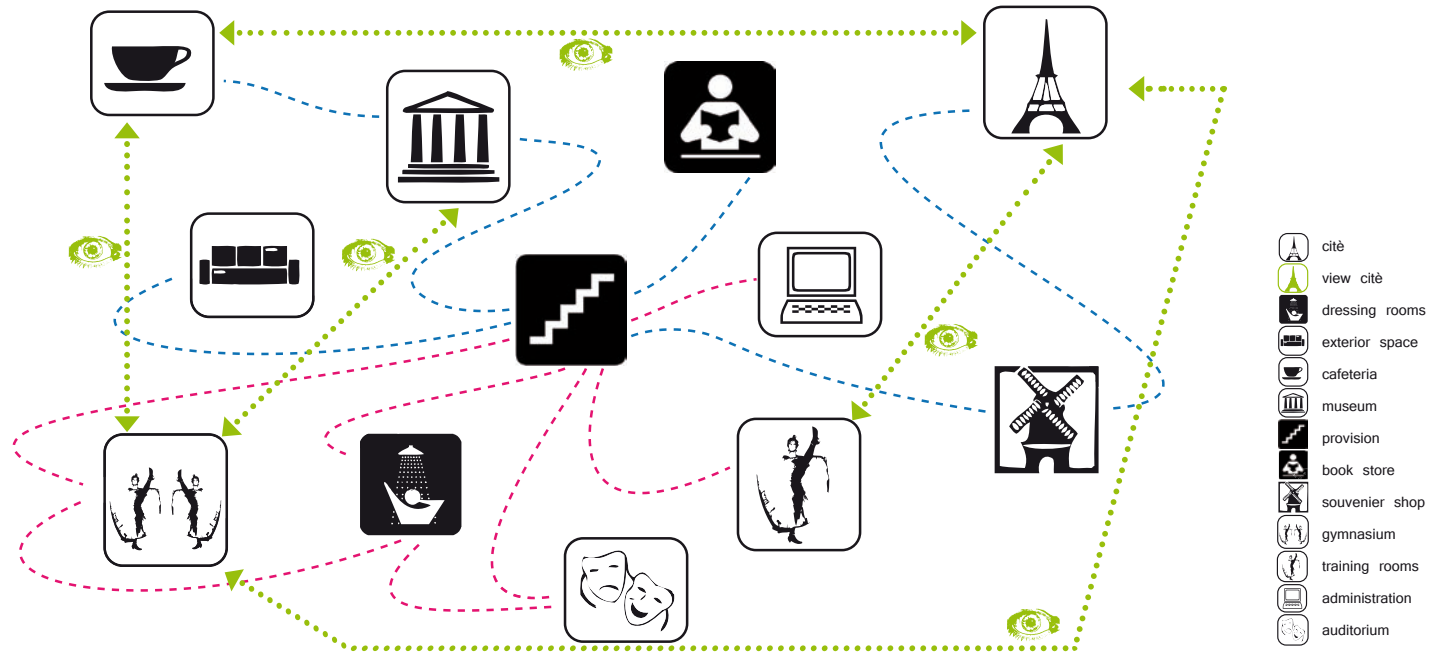 citè
view citè
dressing rooms
exterior space
cafeteria
museum
provision
book store
souvenier shop
gymnasium
training rooms
administration
auditorium